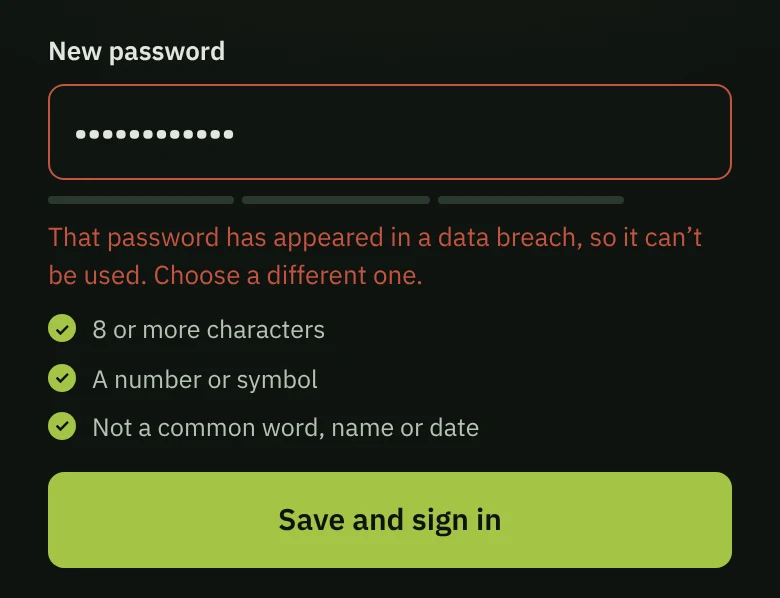 New password
••••••••••••
That password has appeared in a data breach, so it can’t
be used. Choose a different one.
8 or more characters
A number or symbol
Not a common word, name or date
Save and sign in